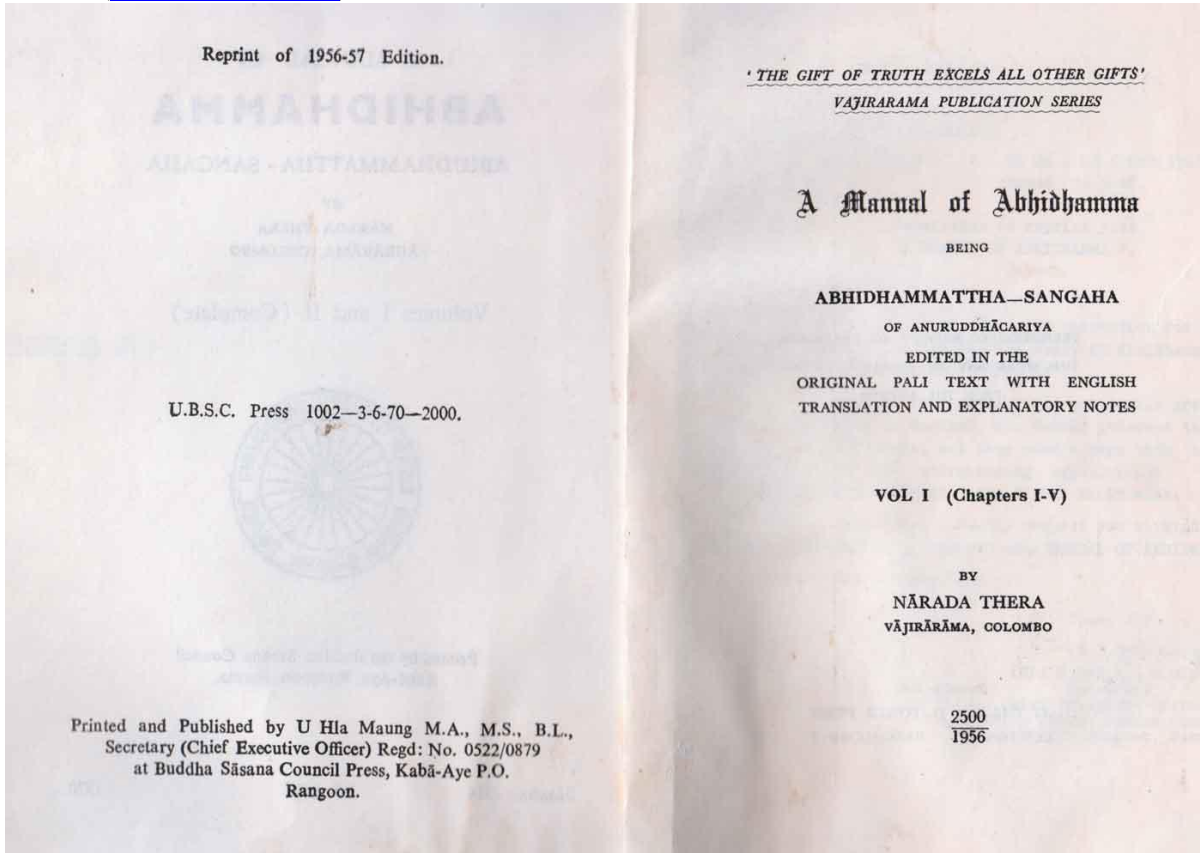 Reprint of 1956-57 Edition.
U.B.S.C. Press 1002—3-6-70—2000.
Printed and Published by U Hla Maung M.A., M.S., B.L.,
Secretary (Chief Executive Officer) Regd: No. 0522/0879
at Buddha Sāsana Council Press, Kabā-Aye P.O.
Rangoon.
' THE GIFT OF TRUTH EXCELS ALL OTHER GIFTS'
VAJIRARAMA PUBLICATION SERIES
A Manual of Abhidhamma
BEING
ABHIDHAMMATTHA—SANGAHA
OF ANURUDDHĀCARIYA
EDITED IN THE
ORIGINAL PALI TEXT WITH ENGLISH
TRANSLATION AND EXPLANATORY NOTES
VOL I (Chapters I-V)
BY
NĀRADA THERA
VĀJIRĀRĀMA, COLOMBO
2500
1956